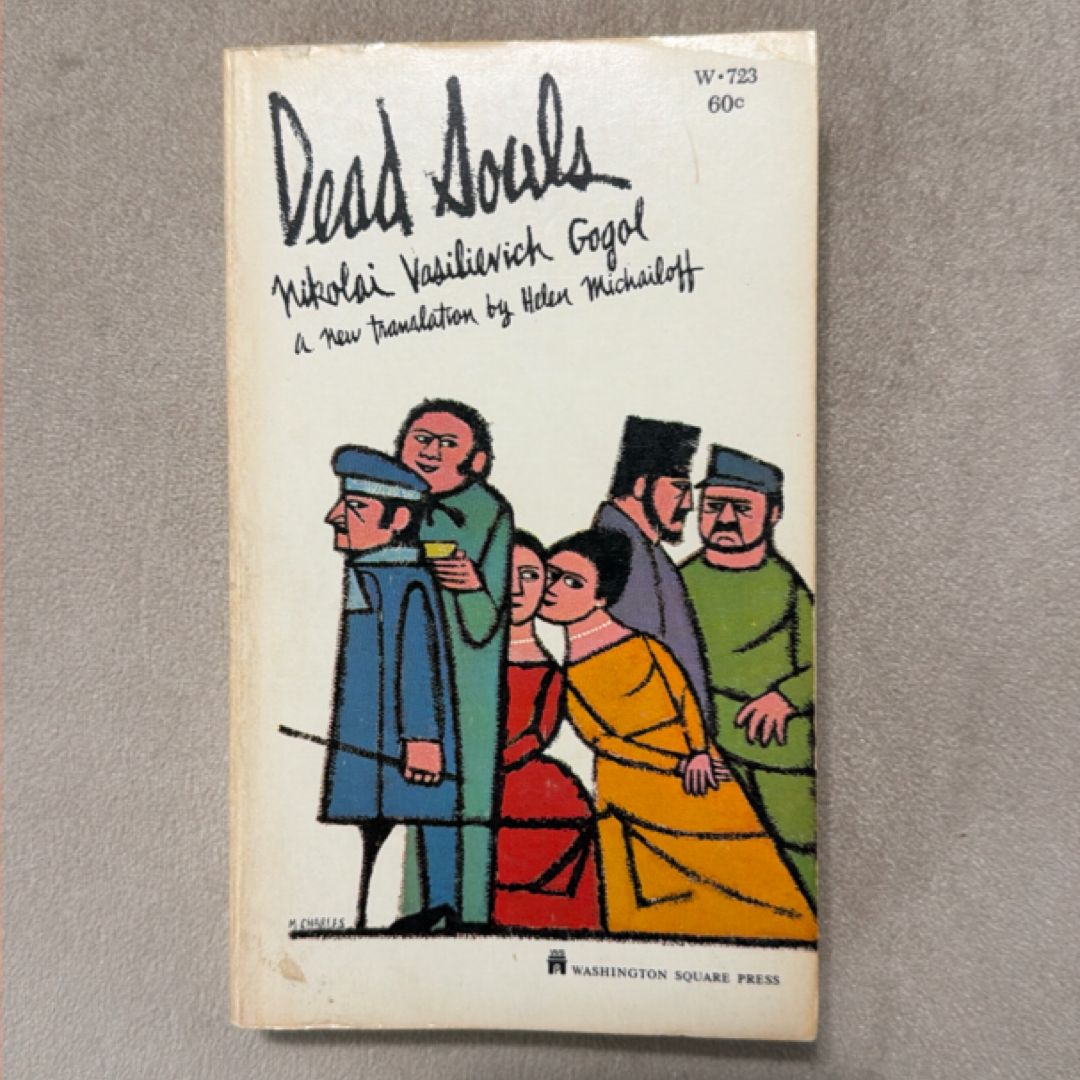 W•723
60c
Dead Souls
Nikolai Vasilievich Gogol
a new translation by Helen Michailoff
M. CHARLES
WASHINGTON SQUARE PRESS